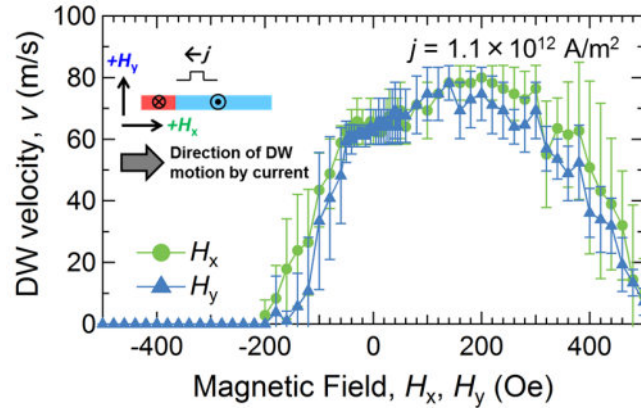 100
80
60
40
20
0
DW velocity, v (m/s)
j = 1.1 × 10¹² A/m²
+Hy
j
+Hx
Direction of DW
motion by current
Hx
Hy
-400 -200 0 200 400
Magnetic Field, Hx, Hy (Oe)